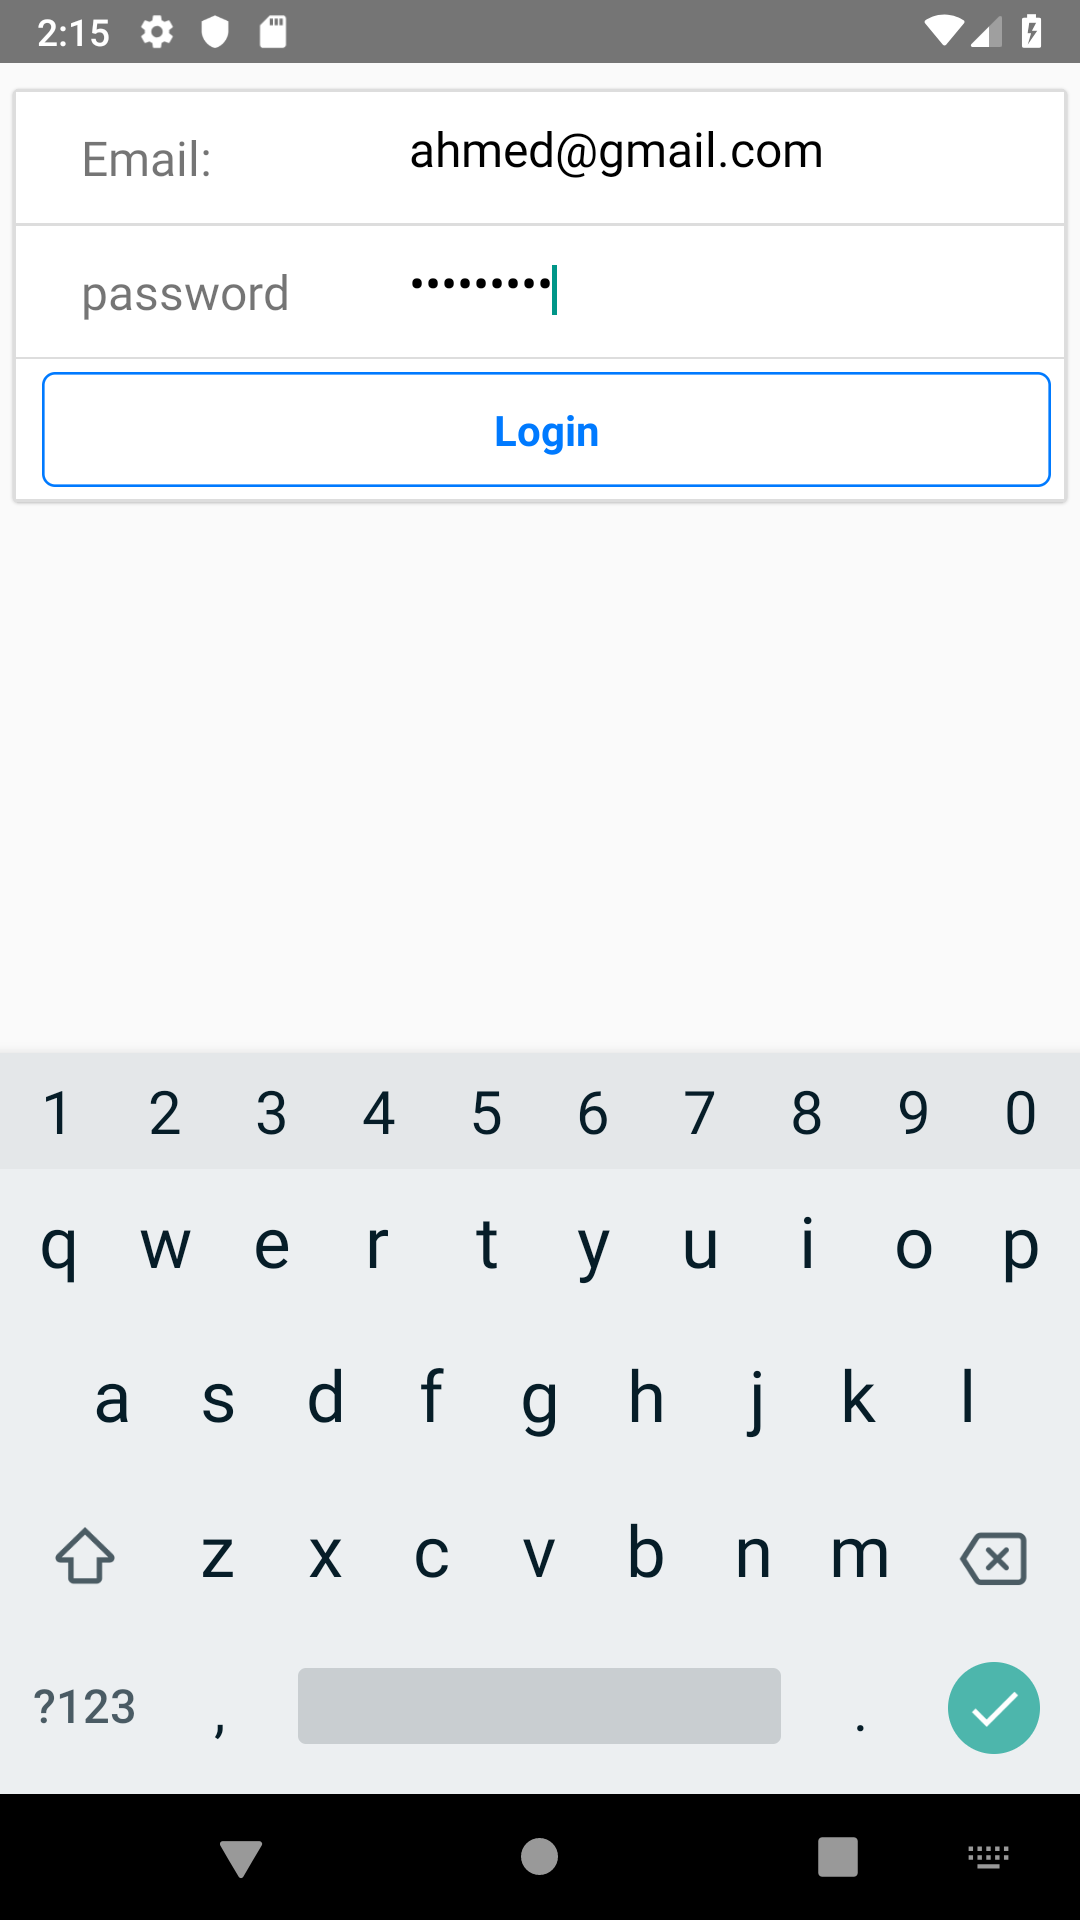 2:15
Email: ahmed@gmail.com
password •••••••••
Login
1 2 3 4 5 6 7 8 9 0
q w e r t y u i o p
a s d f g h j k l
z x c v b n m
?123 , .